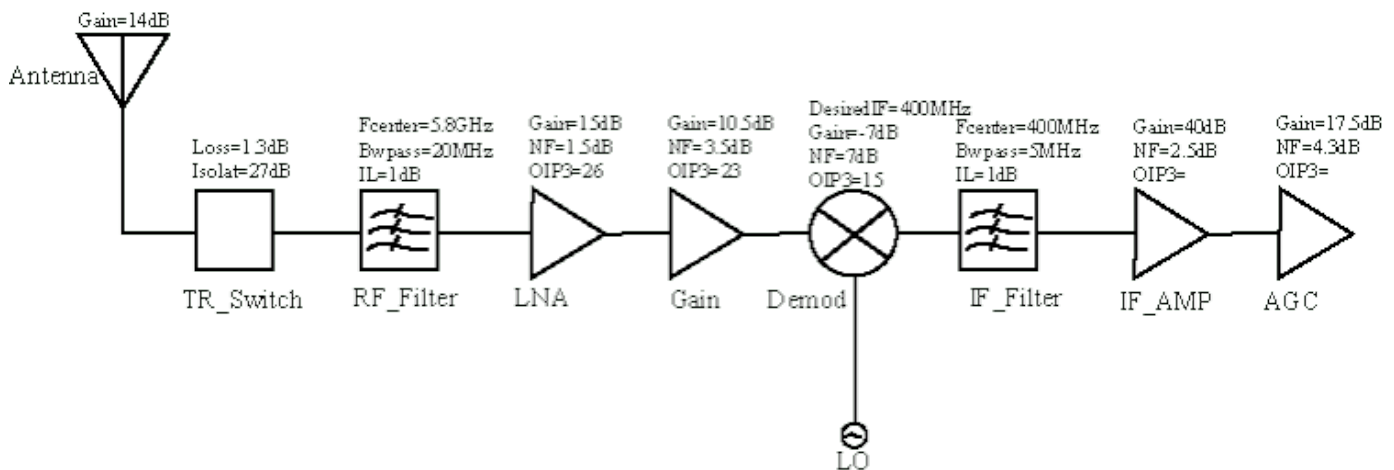 Gain=14dB
Antenna
Loss=1.3dB
Isolat=27dB
TR_Switch
Fcenter=5.8GHz
Bwpass=20MHz
IL=1dB
RF_Filter
Gain=15dB
NF=1.5dB
OIP3=26
LNA
Gain=10.5dB
NF=3.5dB
OIP3=23
Gain
DesiredIF=400MHz
Gain=-7dB
NF=7dB
OIP3=15
Demod
LO
Fcenter=400MHz
Bwpass=5MHz
IL=1dB
IF_Filter
Gain=40dB
NF=2.5dB
OIP3=
IF_AMP
Gain=17.5dB
NF=4.3dB
OIP3=
AGC